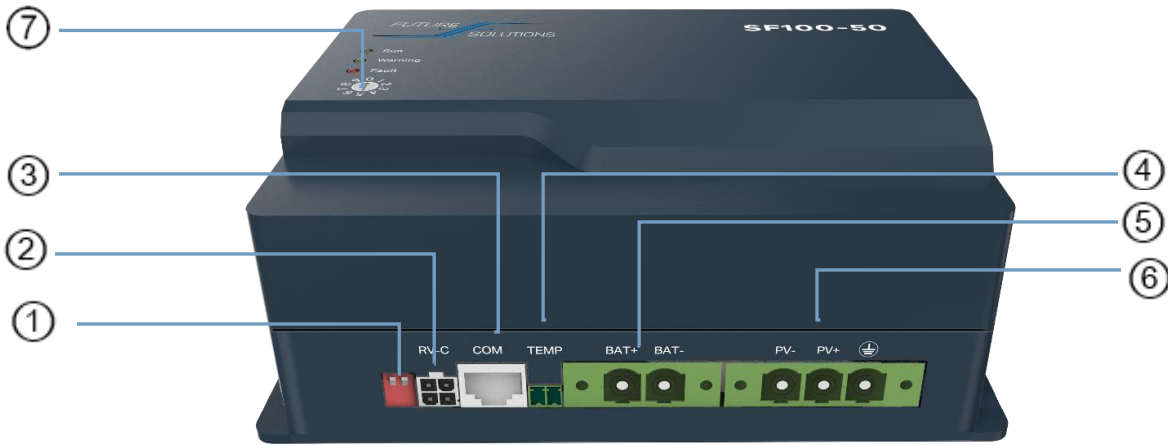 ⑦
FUTURE
SOLUTIONS
SF100-50
Run
Warning
Fault
③
④
②
⑤
①
⑥
RV-C COM TEMP BAT+ BAT- PV- PV+